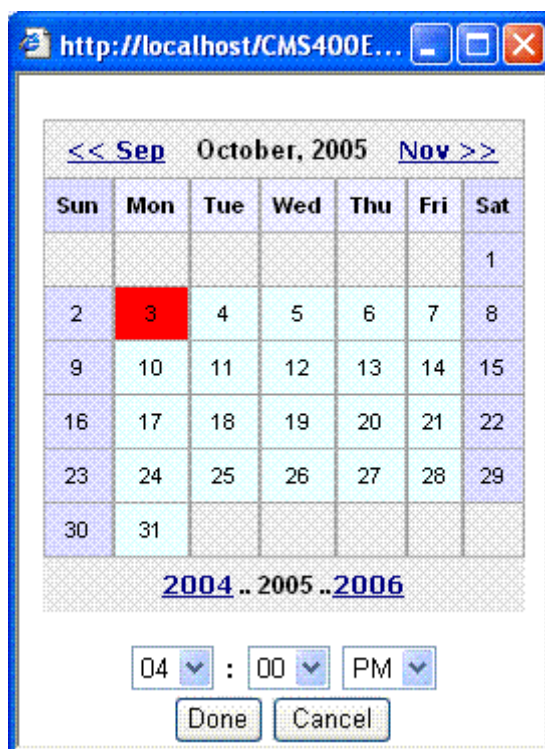 http://localhost/CMS400E...
<< Sep October, 2005 Nov >>
Sun Mon Tue Wed Thu Fri Sat
1
2 3 4 5 6 7 8
9 10 11 12 13 14 15
16 17 18 19 20 21 22
23 24 25 26 27 28 29
30 31
2004 .. 2005 .. 2006
04 : 00 PM
Done Cancel